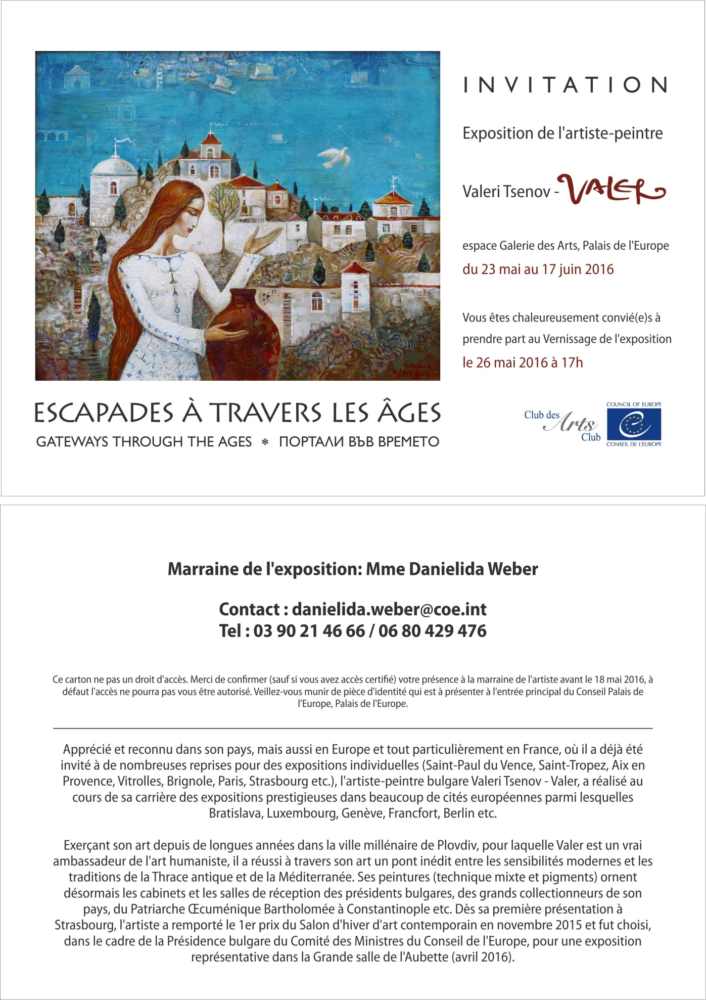 INVITATION
Exposition de l'artiste-peintre
Valeri Tsenov - VALER
espace Galerie des Arts, Palais de l'Europe
du 23 mai au 17 juin 2016
Vous êtes chaleureusement convié(e)s à
prendre part au Vernissage de l'exposition
le 26 mai 2016 à 17h
VALER
ESCAPADES À TRAVERS LES ÂGES
GATEWAYS THROUGH THE AGES * ПОРТАЛИ ВЪВ ВРЕМЕТО
Club des Arts Club
COUNCIL OF EUROPE
CONSEIL DE L'EUROPE
Marraine de l'exposition: Mme Danielida Weber
Contact : danielida.weber@coe.int
Tel : 03 90 21 46 66 / 06 80 429 476
Ce carton ne pas un droit d'accès. Merci de confirmer (sauf si vous avez accès certifié) votre présence à la marraine de l'artiste avant le 18 mai 2016, à
défaut l'accès ne pourra pas vous être autorisé. Veillez-vous munir de pièce d'identité qui est à présenter à l'entrée principal du Conseil Palais de
l'Europe, Palais de l'Europe.
Apprécié et reconnu dans son pays, mais aussi en Europe et tout particulièrement en France, où il a déjà été
invité à de nombreuses reprises pour des expositions individuelles (Saint-Paul du Vence, Saint-Tropez, Aix en
Provence, Vitrolles, Brignole, Paris, Strasbourg etc.), l'artiste-peintre bulgare Valeri Tsenov - Valer, a réalisé au
cours de sa carrière des expositions prestigieuses dans beaucoup de cités européennes parmi lesquelles
Bratislava, Luxembourg, Genève, Francfort, Berlin etc.
Exerçant son art depuis de longues années dans la ville millénaire de Plovdiv, pour laquelle Valer est un vrai
ambassadeur de l'art humaniste, il a réussi à travers son art un pont inédit entre les sensibilités modernes et les
traditions de la Thrace antique et de la Méditerranée. Ses peintures (technique mixte et pigments) ornent
désormais les cabinets et les salles de réception des présidents bulgares, des grands collectionneurs de son
pays, du Patriarche Œcuménique Bartholomée à Constantinople etc. Dès sa première présentation à
Strasbourg, l'artiste a remporté le 1er prix du Salon d'hiver d'art contemporain en novembre 2015 et fut choisi,
dans le cadre de la Présidence bulgare du Comité des Ministres du Conseil de l'Europe, pour une exposition
représentative dans la Grande salle de l'Aubette (avril 2016).